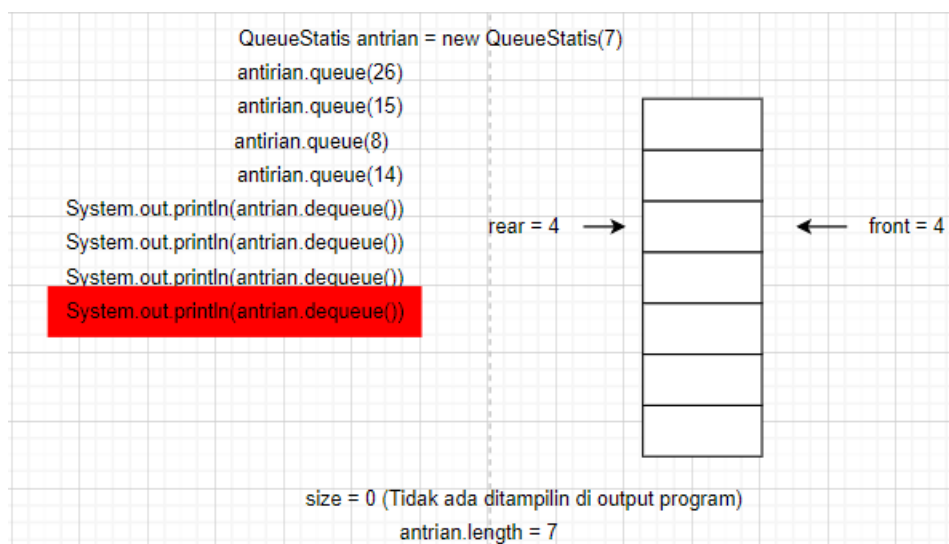 QueueStatis antrian = new QueueStatis(7)
antirian.queue(26)
antirian.queue(15)
antirian.queue(8)
antirian.queue(14)
System.out.println(antrian.dequeue())
System.out.println(antrian.dequeue())
System.out.println(antrian.dequeue())
System.out.println(antrian.dequeue())
rear = 4
front = 4
size = 0 (Tidak ada ditampilin di output program)
antrian.length = 7